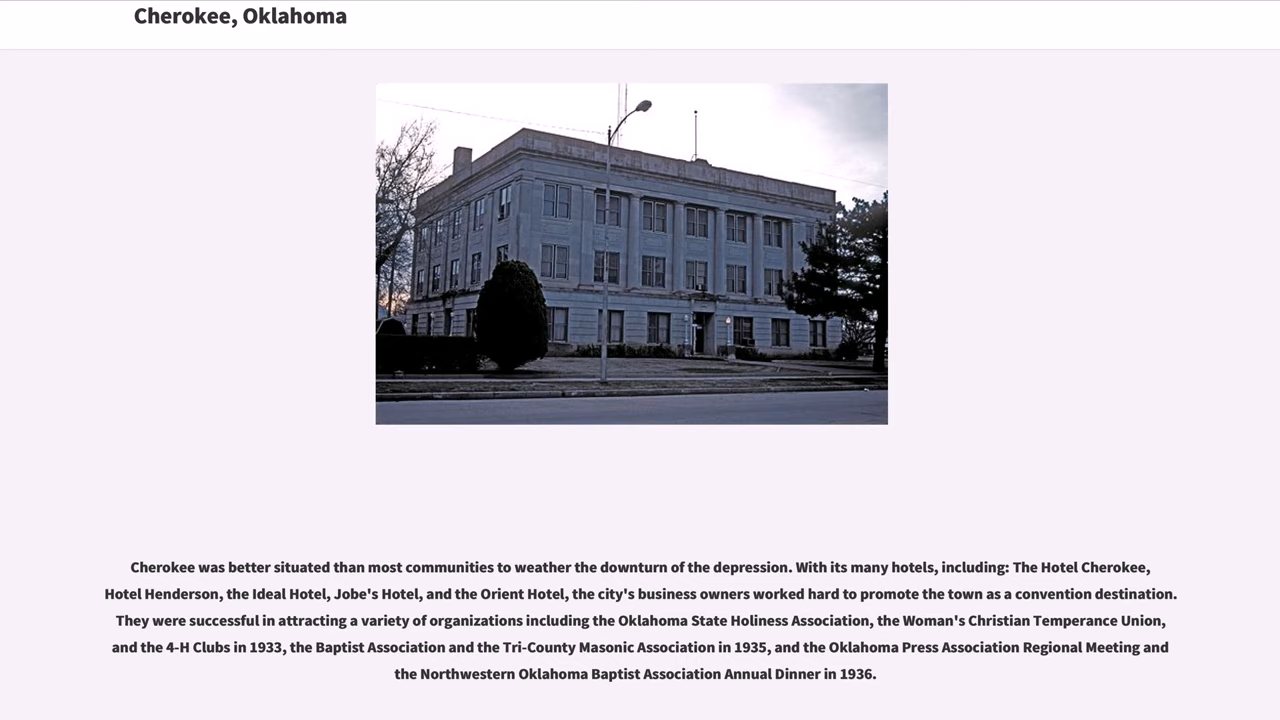 Cherokee, Oklahoma
Cherokee was better situated than most communities to weather the downturn of the depression. With its many hotels, including: The Hotel Cherokee,
Hotel Henderson, the Ideal Hotel, Jobe's Hotel, and the Orient Hotel, the city's business owners worked hard to promote the town as a convention destination.
They were successful in attracting a variety of organizations including the Oklahoma State Holiness Association, the Woman's Christian Temperance Union,
and the 4-H Clubs in 1933, the Baptist Association and the Tri-County Masonic Association in 1935, and the Oklahoma Press Association Regional Meeting and
the Northwestern Oklahoma Baptist Association Annual Dinner in 1936.